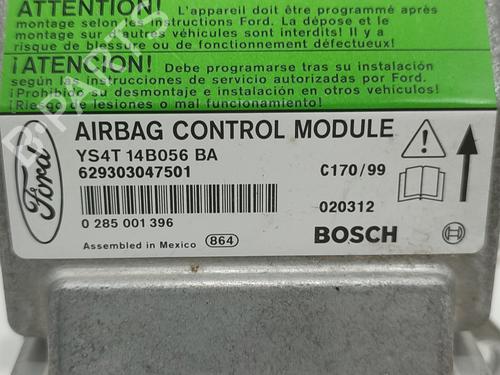 ATTENTION! L'appareil doit être programmé après
montage selon les instructions Ford. La dépose et le
montage sur d'autres véhicules sont interdits! Il y a
risque de blessure ou de fonctionnement défectueux!
¡ATENCION! Debe programarse tras su instalación
según las instrucciones de servicio autorizadas por Ford.
¡Prohibido su desmontaje e instalación en otros vehículos!
¡Riesgo de lesiones o mal funcionamiento!
Ford
AIRBAG CONTROL MODULE
YS4T 14B056 BA
629303047501
C170/99
0 285 001 396
020312
Assembled in Mexico 864
BOSCH
B-PARTS